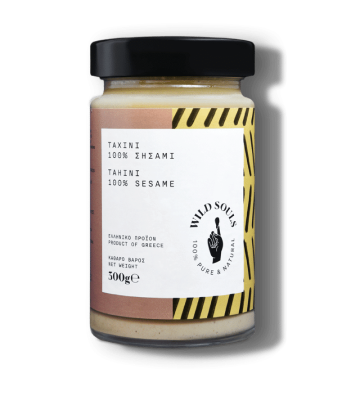 ΤΑΧΙΝΙ
100% ΣΗΣΑΜΙ
TAHINI
100% SESAME
ΕΛΛΗΝΙΚΟ ΠΡΟΪΟΝ
PRODUCT OF GREECE
ΚΑΘΑΡΟ ΒΑΡΟΣ
NET WEIGHT
500g℮
WILD SOULS
100% PURE & NATURAL